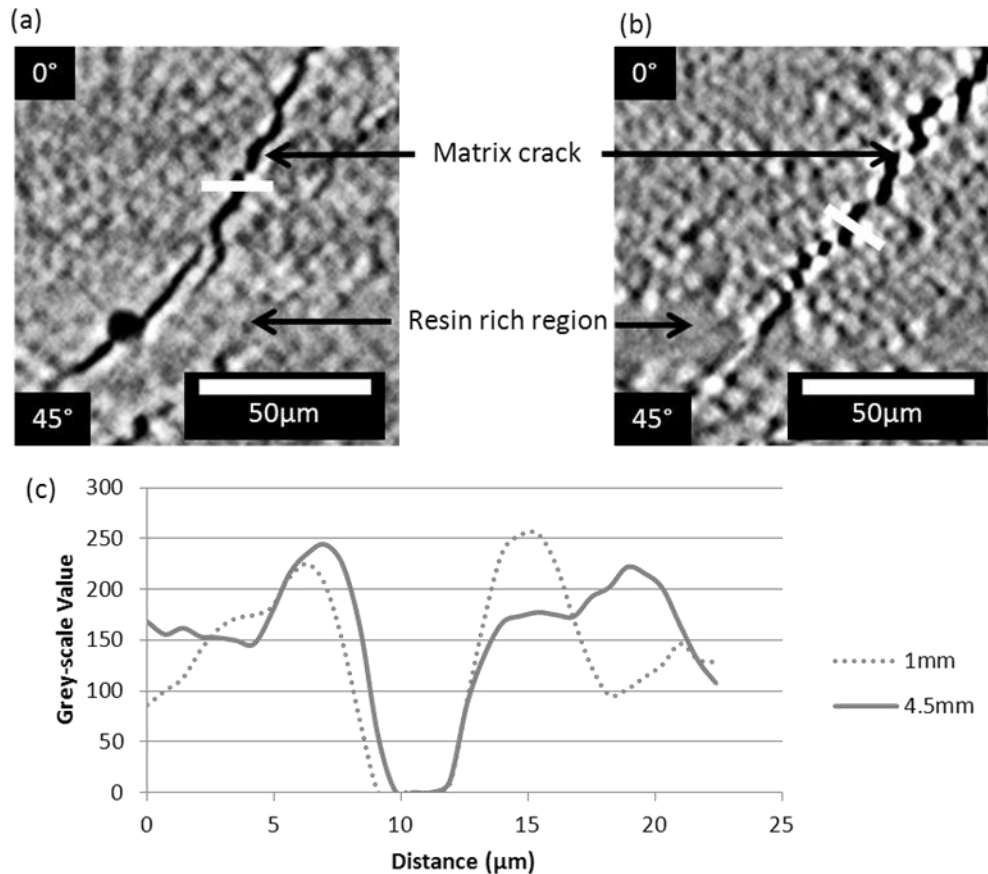 (a)
(b)
0°
0°
Matrix crack
Resin rich region
45°
50µm
45°
50µm
(c)
300
250
200
150
100
50
0
Grey-scale Value
0 5 10 15 20 25
Distance (µm)
1mm
4.5mm